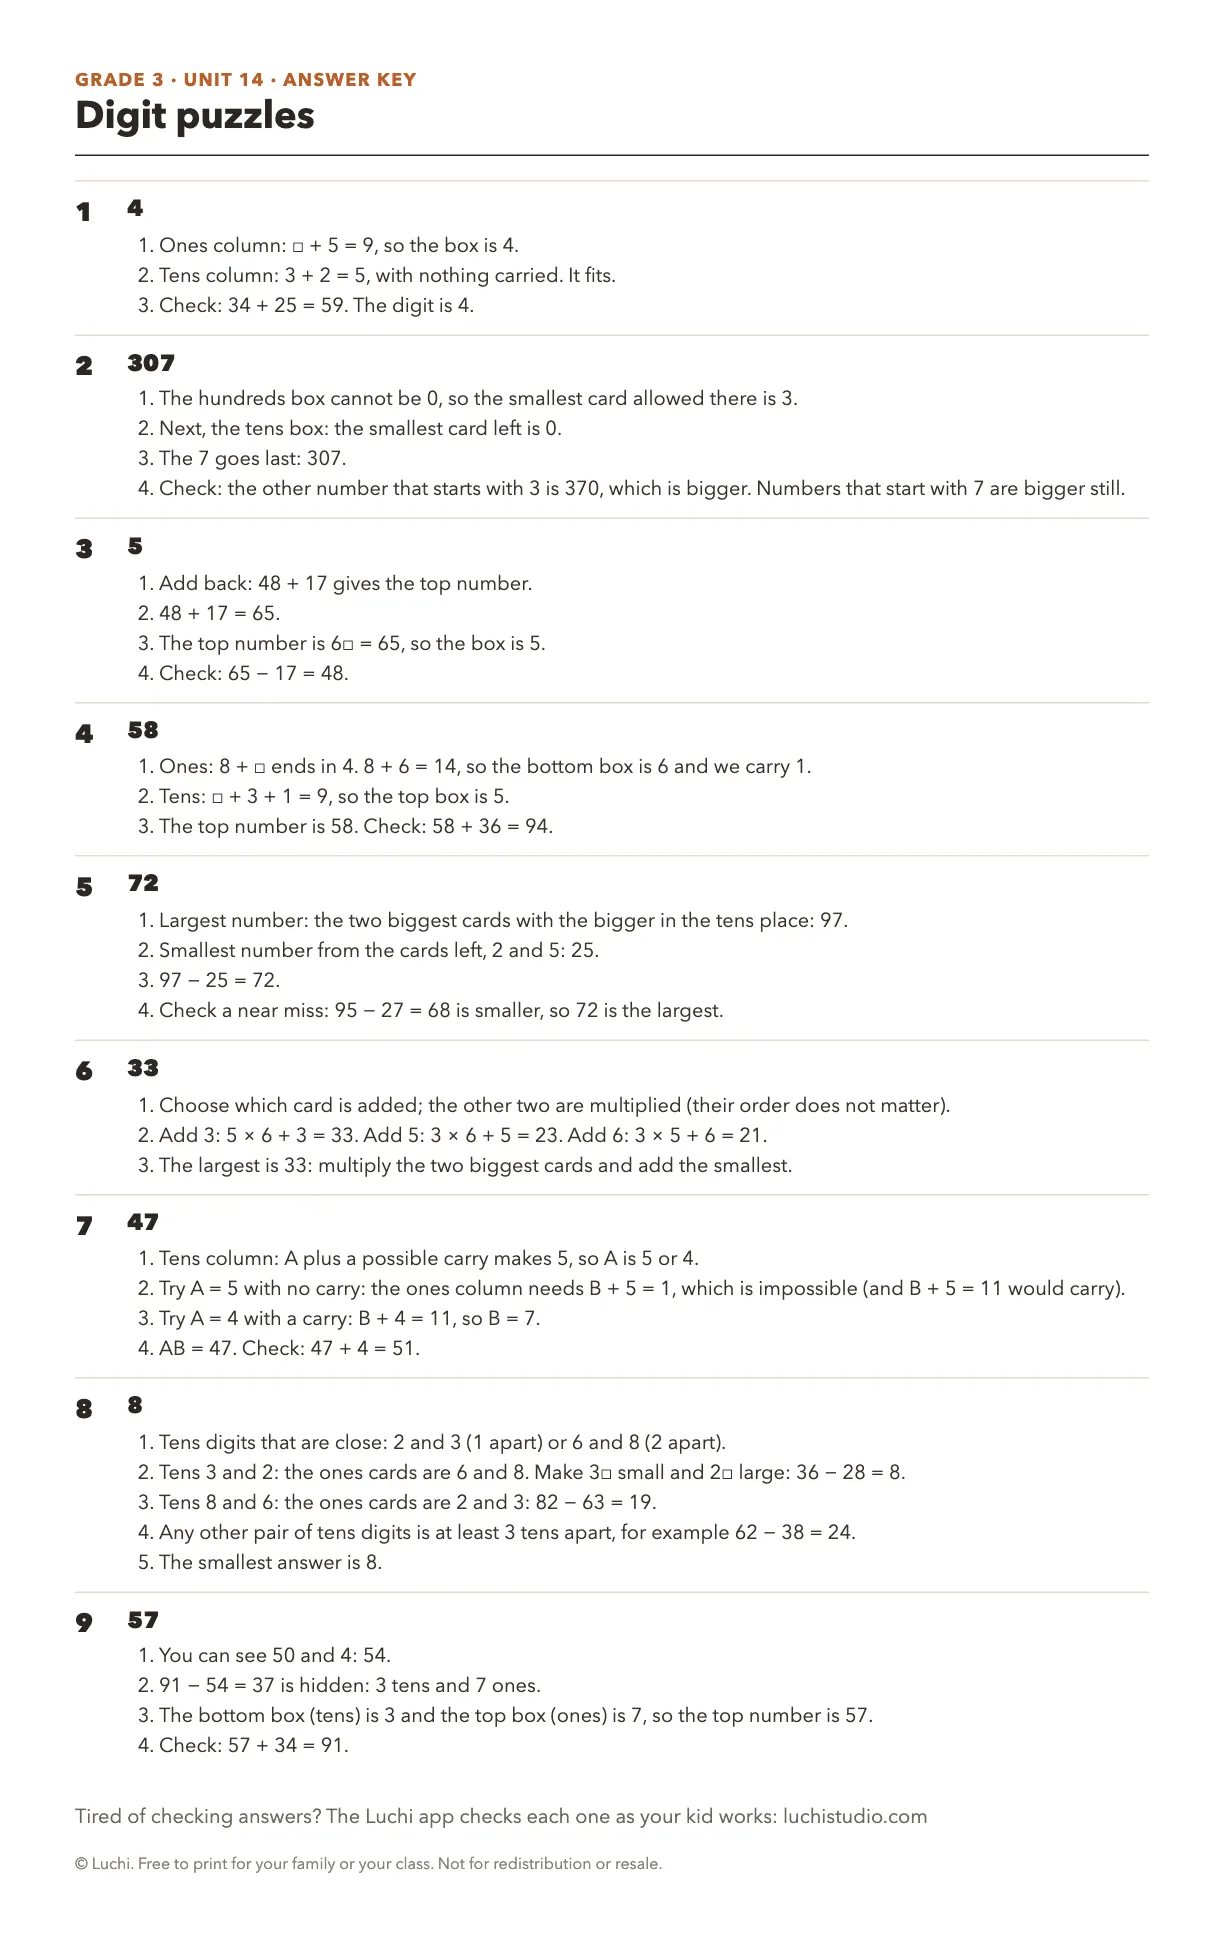 GRADE 3 · UNIT 14 · ANSWER KEY
Digit puzzles
1 4
1. Ones column: □ + 5 = 9, so the box is 4.
2. Tens column: 3 + 2 = 5, with nothing carried. It fits.
3. Check: 34 + 25 = 59. The digit is 4.
2 307
1. The hundreds box cannot be 0, so the smallest card allowed there is 3.
2. Next, the tens box: the smallest card left is 0.
3. The 7 goes last: 307.
4. Check: the other number that starts with 3 is 370, which is bigger. Numbers that start with 7 are bigger still.
3 5
1. Add back: 48 + 17 gives the top number.
2. 48 + 17 = 65.
3. The top number is 6□ = 65, so the box is 5.
4. Check: 65 − 17 = 48.
4 58
1. Ones: 8 + □ ends in 4. 8 + 6 = 14, so the bottom box is 6 and we carry 1.
2. Tens: □ + 3 + 1 = 9, so the top box is 5.
3. The top number is 58. Check: 58 + 36 = 94.
5 72
1. Largest number: the two biggest cards with the bigger in the tens place: 97.
2. Smallest number from the cards left, 2 and 5: 25.
3. 97 − 25 = 72.
4. Check a near miss: 95 − 27 = 68 is smaller, so 72 is the largest.
6 33
1. Choose which card is added; the other two are multiplied (their order does not matter).
2. Add 3: 5 × 6 + 3 = 33. Add 5: 3 × 6 + 5 = 23. Add 6: 3 × 5 + 6 = 21.
3. The largest is 33: multiply the two biggest cards and add the smallest.
7 47
1. Tens column: A plus a possible carry makes 5, so A is 5 or 4.
2. Try A = 5 with no carry: the ones column needs B + 5 = 1, which is impossible (and B + 5 = 11 would carry).
3. Try A = 4 with a carry: B + 4 = 11, so B = 7.
4. AB = 47. Check: 47 + 4 = 51.
8 8
1. Tens digits that are close: 2 and 3 (1 apart) or 6 and 8 (2 apart).
2. Tens 3 and 2: the ones cards are 6 and 8. Make 3□ small and 2□ large: 36 − 28 = 8.
3. Tens 8 and 6: the ones cards are 2 and 3: 82 − 63 = 19.
4. Any other pair of tens digits is at least 3 tens apart, for example 62 − 38 = 24.
5. The smallest answer is 8.
9 57
1. You can see 50 and 4: 54.
2. 91 − 54 = 37 is hidden: 3 tens and 7 ones.
3. The bottom box (tens) is 3 and the top box (ones) is 7, so the top number is 57.
4. Check: 57 + 34 = 91.
Tired of checking answers? The Luchi app checks each one as your kid works: luchistudio.com
© Luchi. Free to print for your family or your class. Not for redistribution or resale.